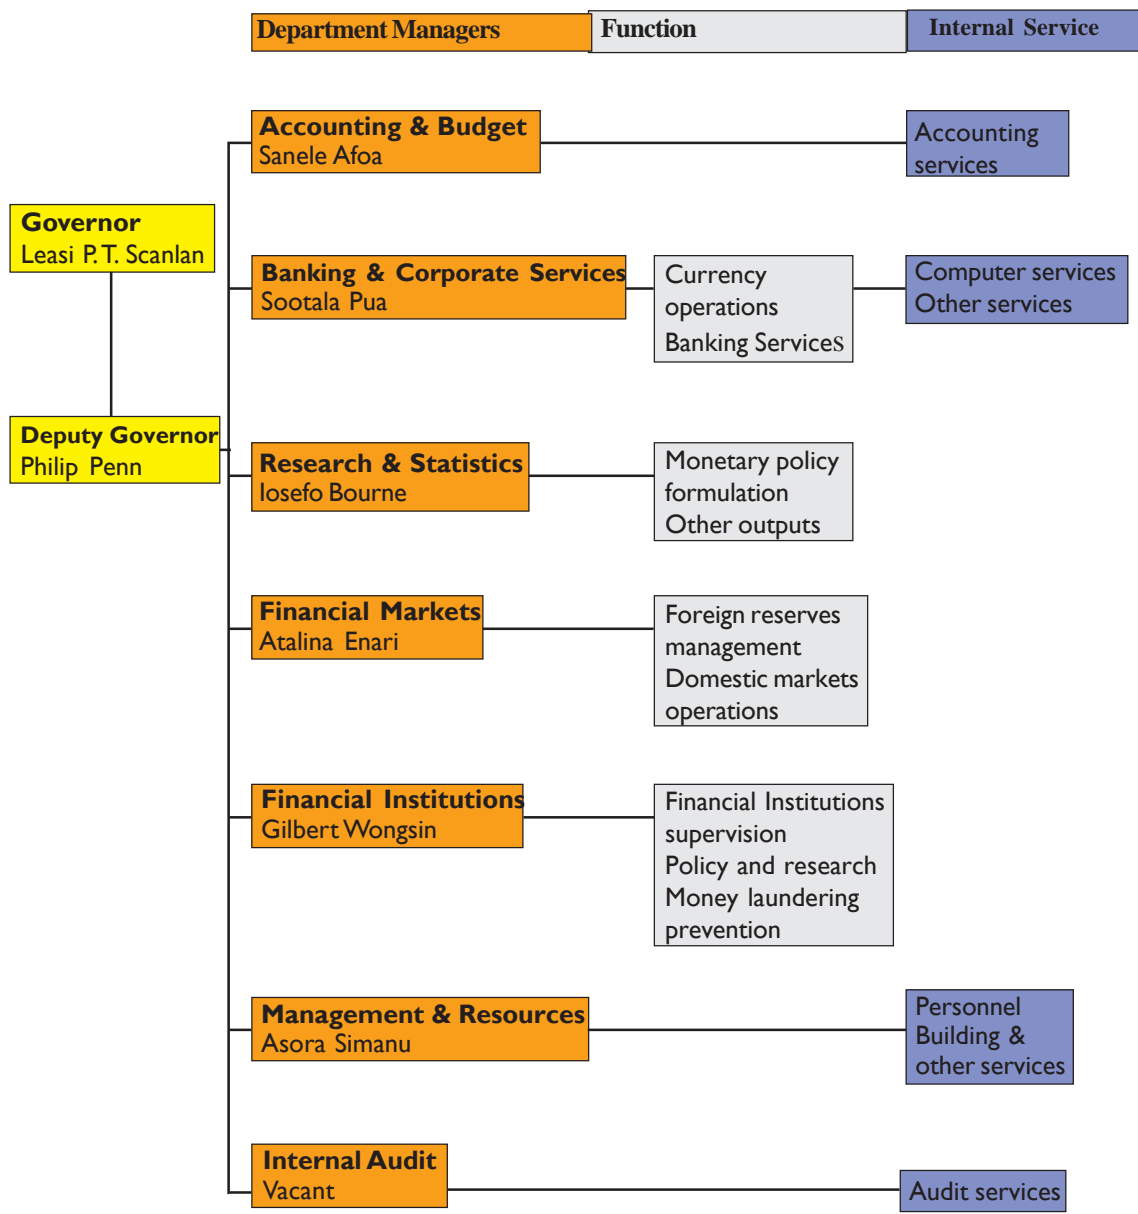 Department Managers
Function
Internal Service
Accounting & Budget
Sanele Afoa
Accounting
services
Governor
Leasi P.T. Scanlan
Banking & Corporate Services
Sootala Pua
Currency
operations
Banking Services
Computer services
Other services
Deputy Governor
Philip Penn
Research & Statistics
Iosefo Bourne
Monetary policy
formulation
Other outputs
Financial Markets
Atalina Enari
Foreign reserves
management
Domestic markets
operations
Financial Institutions
Gilbert Wongsin
Financial Institutions
supervision
Policy and research
Money laundering
prevention
Management & Resources
Asora Simanu
Personnel
Building &
other services
Internal Audit
Vacant
Audit services